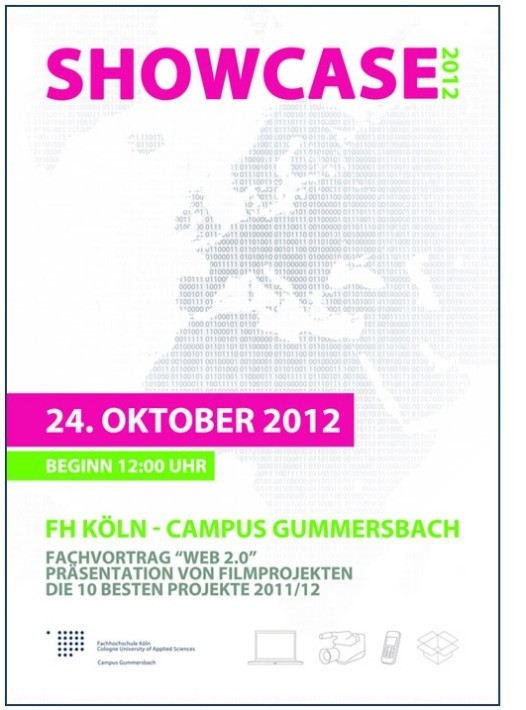 SHOWCASE 2012
24. OKTOBER 2012
BEGINN 12:00 UHR
FH KÖLN - CAMPUS GUMMERSBACH
FACHVORTRAG “WEB 2.0”
PRÄSENTATION VON FILMPROJEKTEN
DIE 10 BESTEN PROJEKTE 2011/12
Fachhochschule Köln
Cologne University of Applied Sciences
Campus Gummersbach